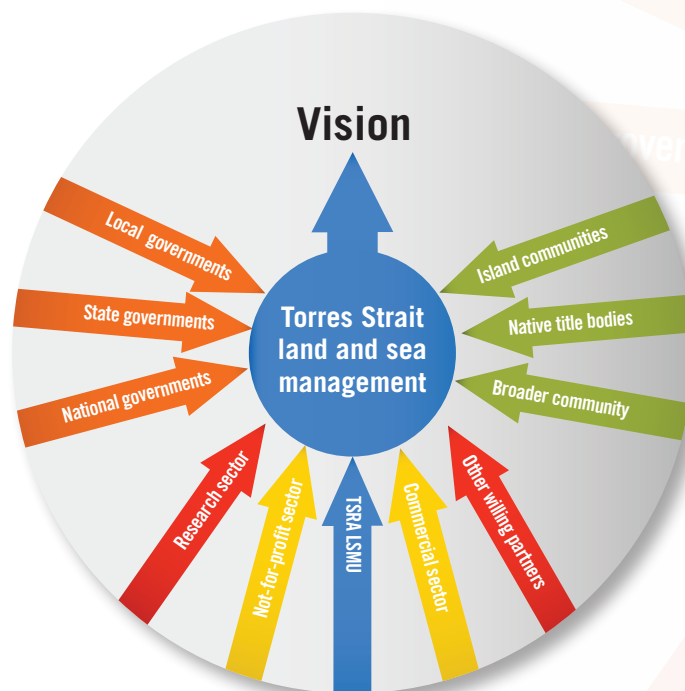 Vision
Local governments
State governments
National governments
Torres Strait
land and sea
management
Island communities
Native title bodies
Broader community
Research sector
Not-for-profit sector
TSRA LSMU
Commercial sector
Other willing partners